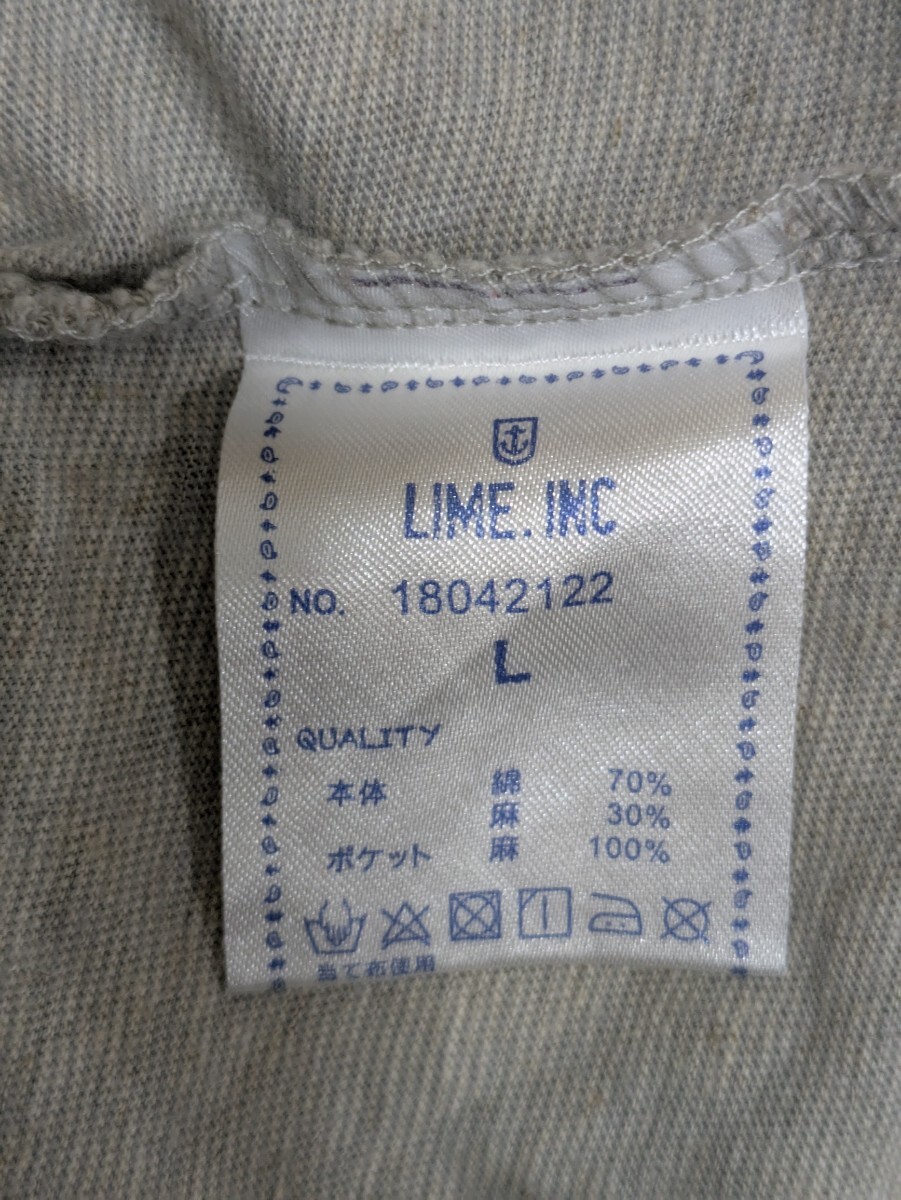 LIME.INC
NO. 18042122
L
QUALITY
本体 綿 70%
麻 30%
ポケット 麻 100%
当て布使用